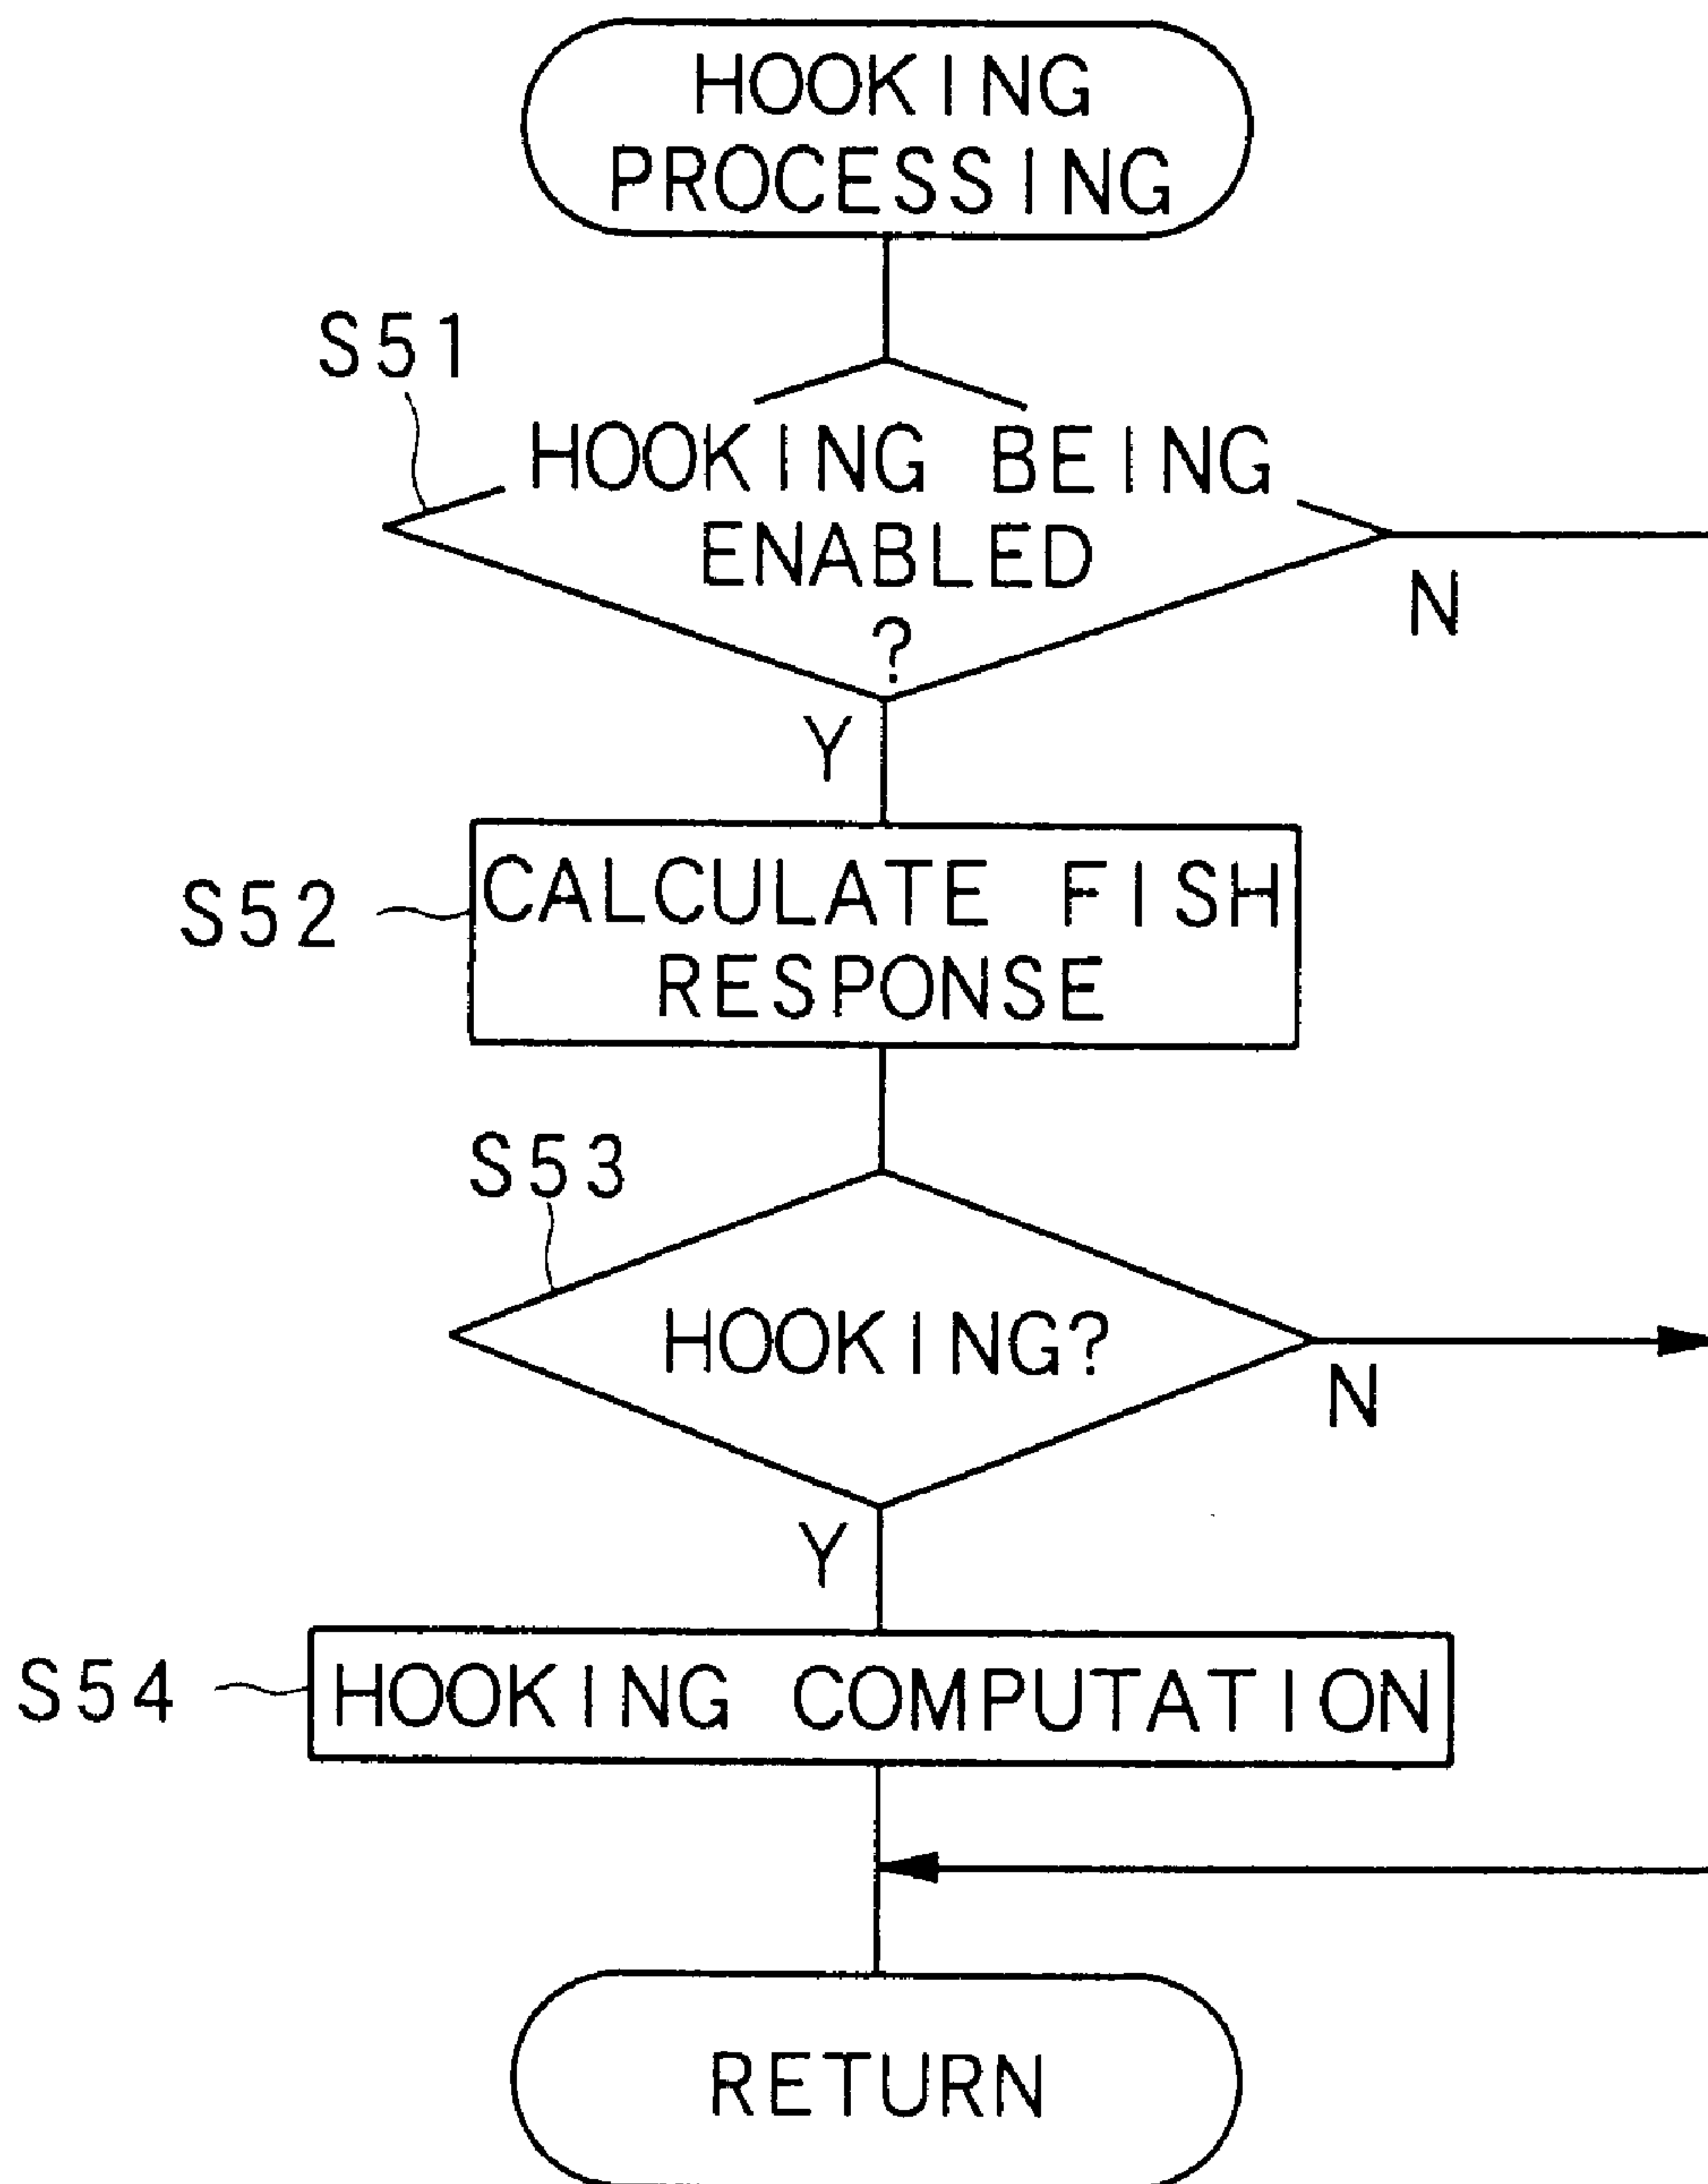 HOOKING
PROCESSING
S51
HOOKING BEING
ENABLED
?
N
Y
S52
CALCULATE FISH
RESPONSE
S53
HOOKING?
N
Y
S54
HOOKING COMPUTATION
RETURN